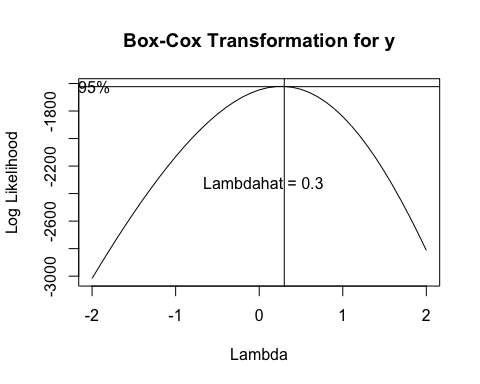 Box-Cox Transformation for y
95%
Log Likelihood
-1800
-2200
-2600
-3000
Lambdahat = 0.3
-2 -1 0 1 2
Lambda